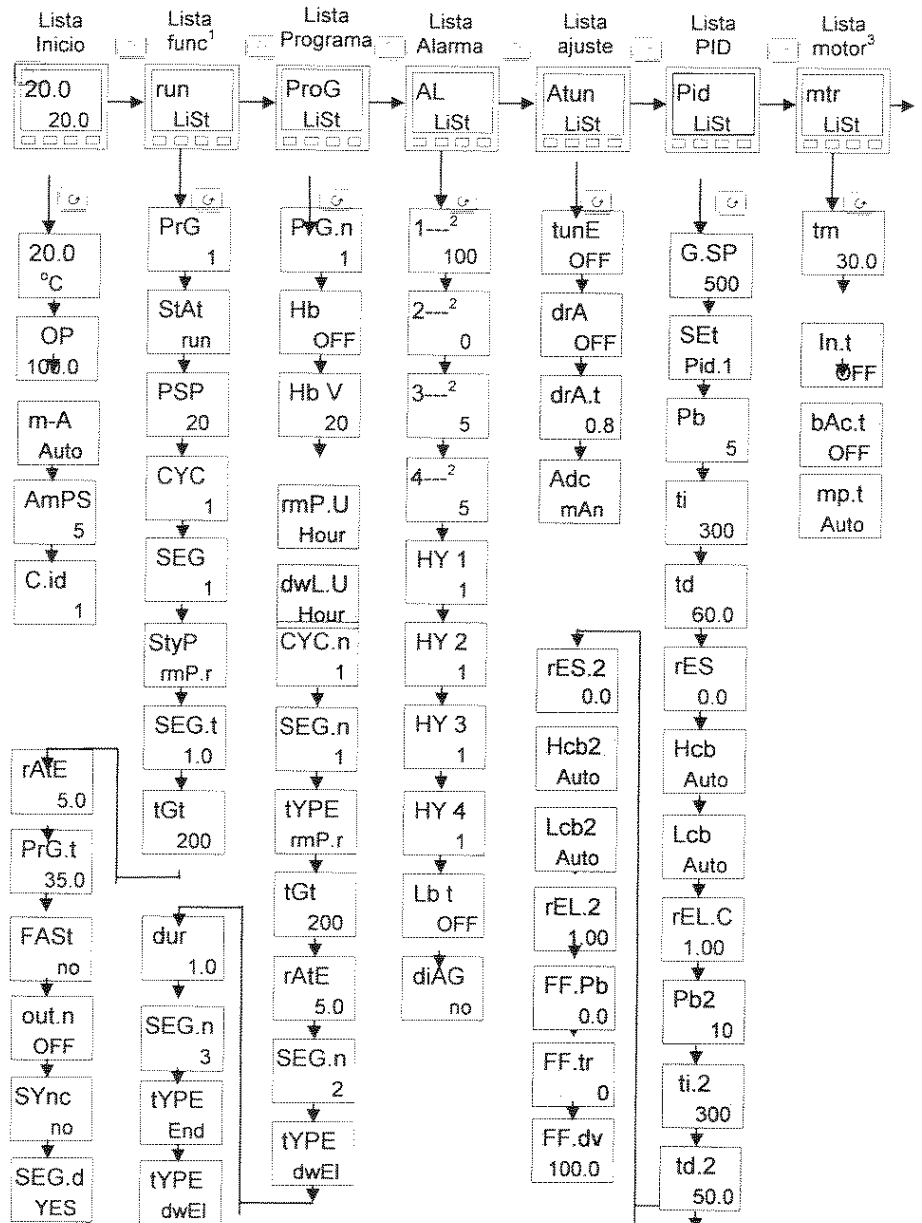 Lista Inicio
Lista func¹
Lista Programa
Lista Alarma
Lista ajuste
Lista PID
Lista motor³
20.0
20.0
run
LiSt
ProG
LiSt
AL
LiSt
Atun
LiSt
Pid
LiSt
mtr
LiSt
20.0
°C
OP
100.0
m-A
Auto
AmPS
5
C.id
1
PrG
1
StAt
run
PSP
20
CYC
1
SEG
1
StyP
rmP.r
SEG.t
1.0
tGt
200
rAtE
5.0
PrG.t
35.0
FASt
no
out.n
OFF
SYnc
no
SEG.d
YES
PrG.n
1
Hb
OFF
Hb V
20
rmP.U
Hour
dwL.U
Hour
CYC.n
1
SEG.n
1
tYPE
rmP.r
tGt
200
rAtE
5.0
SEG.n
2
tYPE
dwEl
dur
1.0
SEG.n
3
tYPE
End
tYPE
dwEl
1---²
100
2---²
0
3---²
5
4---²
5
HY 1
1
HY 2
1
HY 3
1
HY 4
1
Lb t
OFF
diAG
no
tunE
OFF
drA
OFF
drA.t
0.8
Adc
mAn
G.SP
500
SEt
Pid.1
Pb
5
ti
300
td
60.0
rES
0.0
Hcb
Auto
Lcb
Auto
rEL.C
1.00
Pb2
10
ti.2
300
td.2
50.0
rES.2
0.0
Hcb2
Auto
Lcb2
Auto
rEL.2
1.00
FF.Pb
0.0
FF.tr
0
FF.dv
100.0
tm
30.0
In.t
OFF
bAc.t
OFF
mp.t
Auto